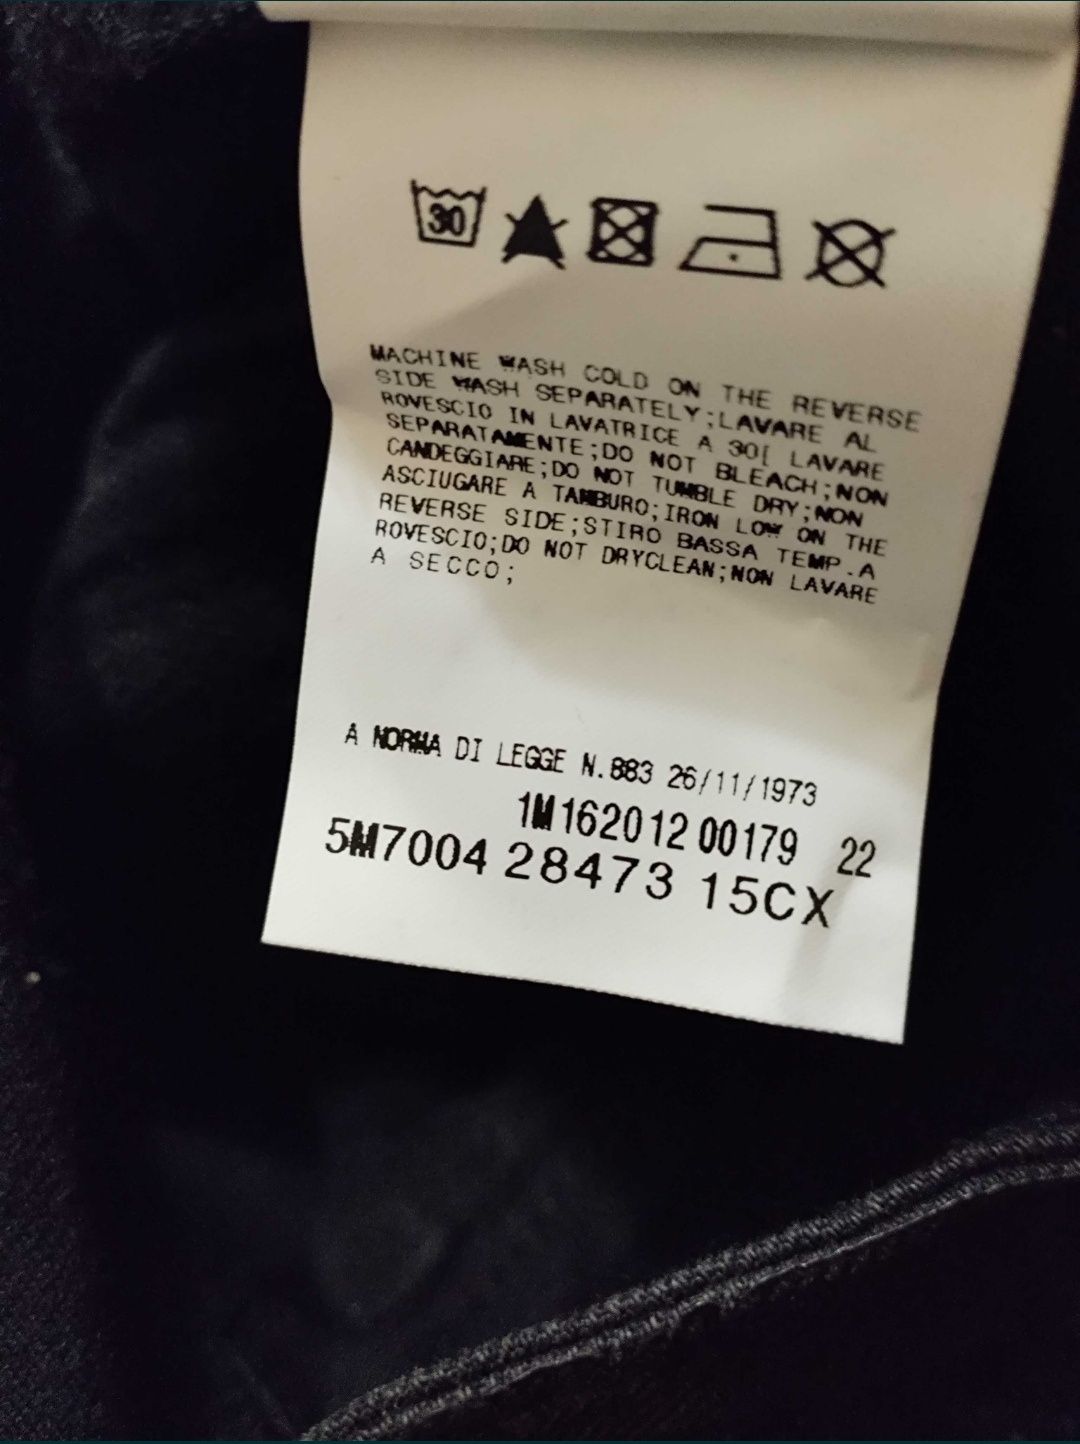 30
MACHINE WASH COLD ON THE REVERSE
SIDE WASH SEPARATELY;LAVARE AL
ROVESCIO IN LAVATRICE A 30[ LAVARE
SEPARATAMENTE;DO NOT BLEACH;NON
CANDEGGIARE;DO NOT TUMBLE DRY;NON
ASCIUGARE A TAMBURO;IRON LOW ON THE
REVERSE SIDE;STIRO BASSA TEMP.A
ROVESCIO;DO NOT DRYCLEAN;NON LAVARE
A SECCO;
A NORMA DI LEGGE N.883 26/11/1973
1M162012 00179 22
5M7004 28473 15CX